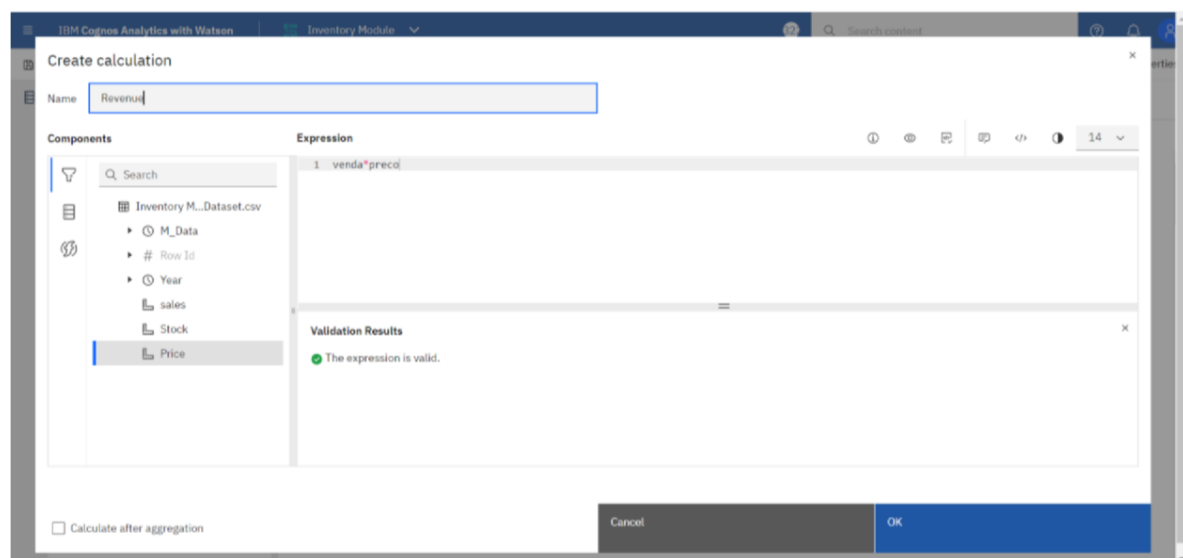 IBM Cognos Analytics with Watson
Inventory Module
Search content
Create calculation
Name
Revenue
Components
Expression
14
Search
1 venda*preco
Inventory M...Dataset.csv
M_Data
# Row Id
Year
sales
Stock
Price
Validation Results
The expression is valid.
Calculate after aggregation
Cancel
OK